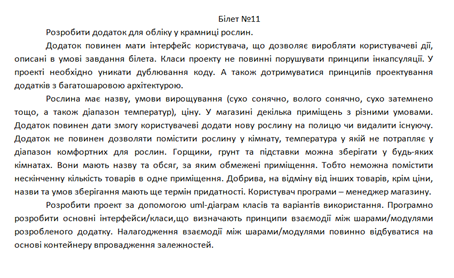 Білет №11
Розробити додаток для обліку у крамниці рослин.
Додаток повинен мати інтерфейс користувача, що дозволяє виробляти користувачеві дії,
описані в умові завдання білета. Класи проекту не повинні порушувати принципи інкапсуляції. У
проекті необхідно уникати дублювання коду. А також дотримуватися принципів проектування
додатків з багатошаровою архітектурою.
Рослина має назву, умови вирощування (сухо сонячно, волого сонячно, сухо затемнено
тощо, а також діапазон температур), ціну. У магазині декілька приміщень з різними умовами.
Додаток повинен дати змогу користувачеві додати нову рослину на полицю чи видалити існуючу.
Додаток не повинен дозволяти помістити рослину у кімнату, температура у якій не потрапляє у
діапазон комфортних для рослин. Горщики, грунт та підставки можна зберігати у будь-яких
кімнатах. Вони мають назву та обсяг, за яким обмежені приміщення. Тобто неможна помістити
нескінченну кількість товарів в одне приміщення. Добрива, на відміну від інших товарів, крім ціни,
назви та умов зберігання мають ще термін придатності. Користувач програми – менеджер магазину.
Розробити проект за допомогою uml-діаграм класів та варіантів використання. Програмно
розробити основні інтерфейси/класи,що визначають принципи взаємодії між шарами/модулями
розробленого додатку. Налагодження взаємодії між шарами/модулями повинно відбуватися на
основі контейнеру впровадження залежностей.